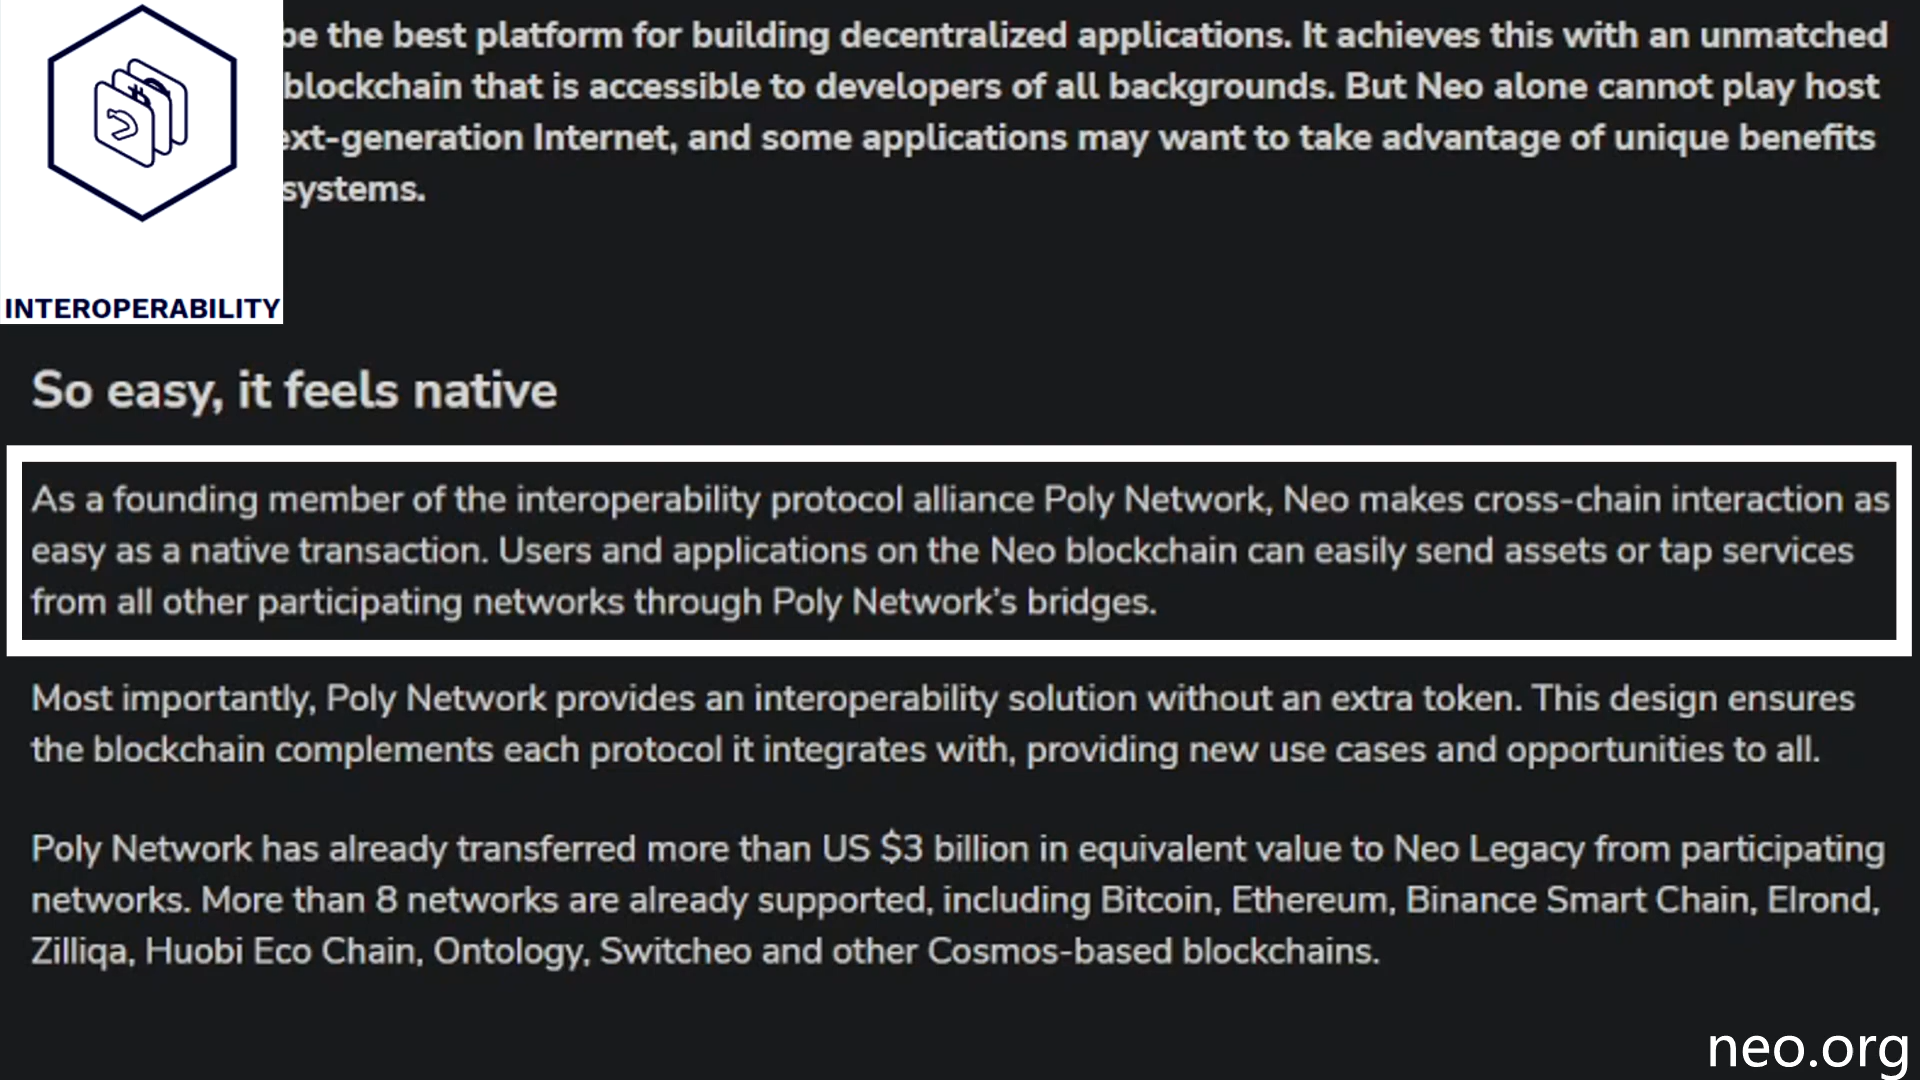 be the best platform for building decentralized applications. It achieves this with an unmatched
blockchain that is accessible to developers of all backgrounds. But Neo alone cannot play host
ext-generation Internet, and some applications may want to take advantage of unique benefits
systems.
INTEROPERABILITY
So easy, it feels native
As a founding member of the interoperability protocol alliance Poly Network, Neo makes cross-chain interaction as
easy as a native transaction. Users and applications on the Neo blockchain can easily send assets or tap services
from all other participating networks through Poly Network’s bridges.
Most importantly, Poly Network provides an interoperability solution without an extra token. This design ensures
the blockchain complements each protocol it integrates with, providing new use cases and opportunities to all.
Poly Network has already transferred more than US $3 billion in equivalent value to Neo Legacy from participating
networks. More than 8 networks are already supported, including Bitcoin, Ethereum, Binance Smart Chain, Elrond,
Zilliqa, Huobi Eco Chain, Ontology, Switcheo and other Cosmos-based blockchains.
neo.org